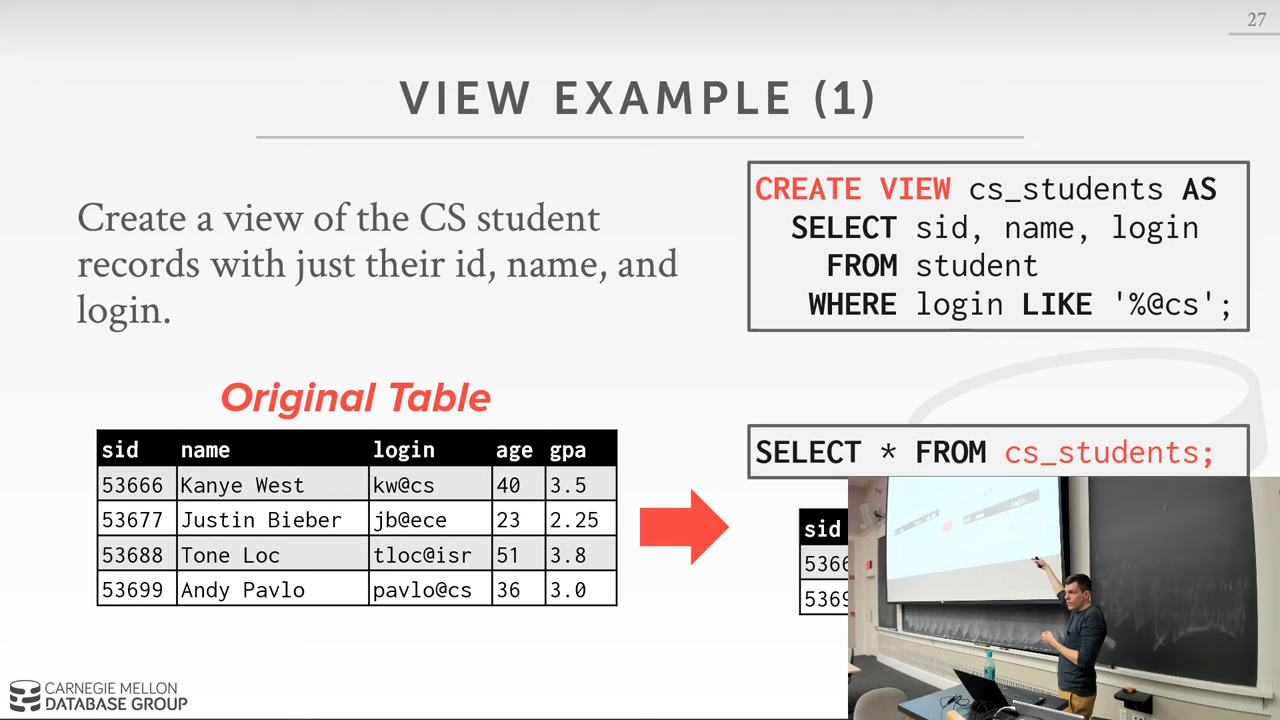 27
VIEW EXAMPLE (1)
Create a view of the CS student
records with just their id, name, and
login.
CREATE VIEW cs_students AS
SELECT sid, name, login
FROM student
WHERE login LIKE '%@cs';
Original Table
sid name login age gpa
53666 Kanye West kw@cs 40 3.5
53677 Justin Bieber jb@ece 23 2.25
53688 Tone Loc tloc@isr 51 3.8
53699 Andy Pavlo pavlo@cs 36 3.0
SELECT * FROM cs_students;
sid
5366
5369
CARNEGIE MELLON
DATABASE GROUP